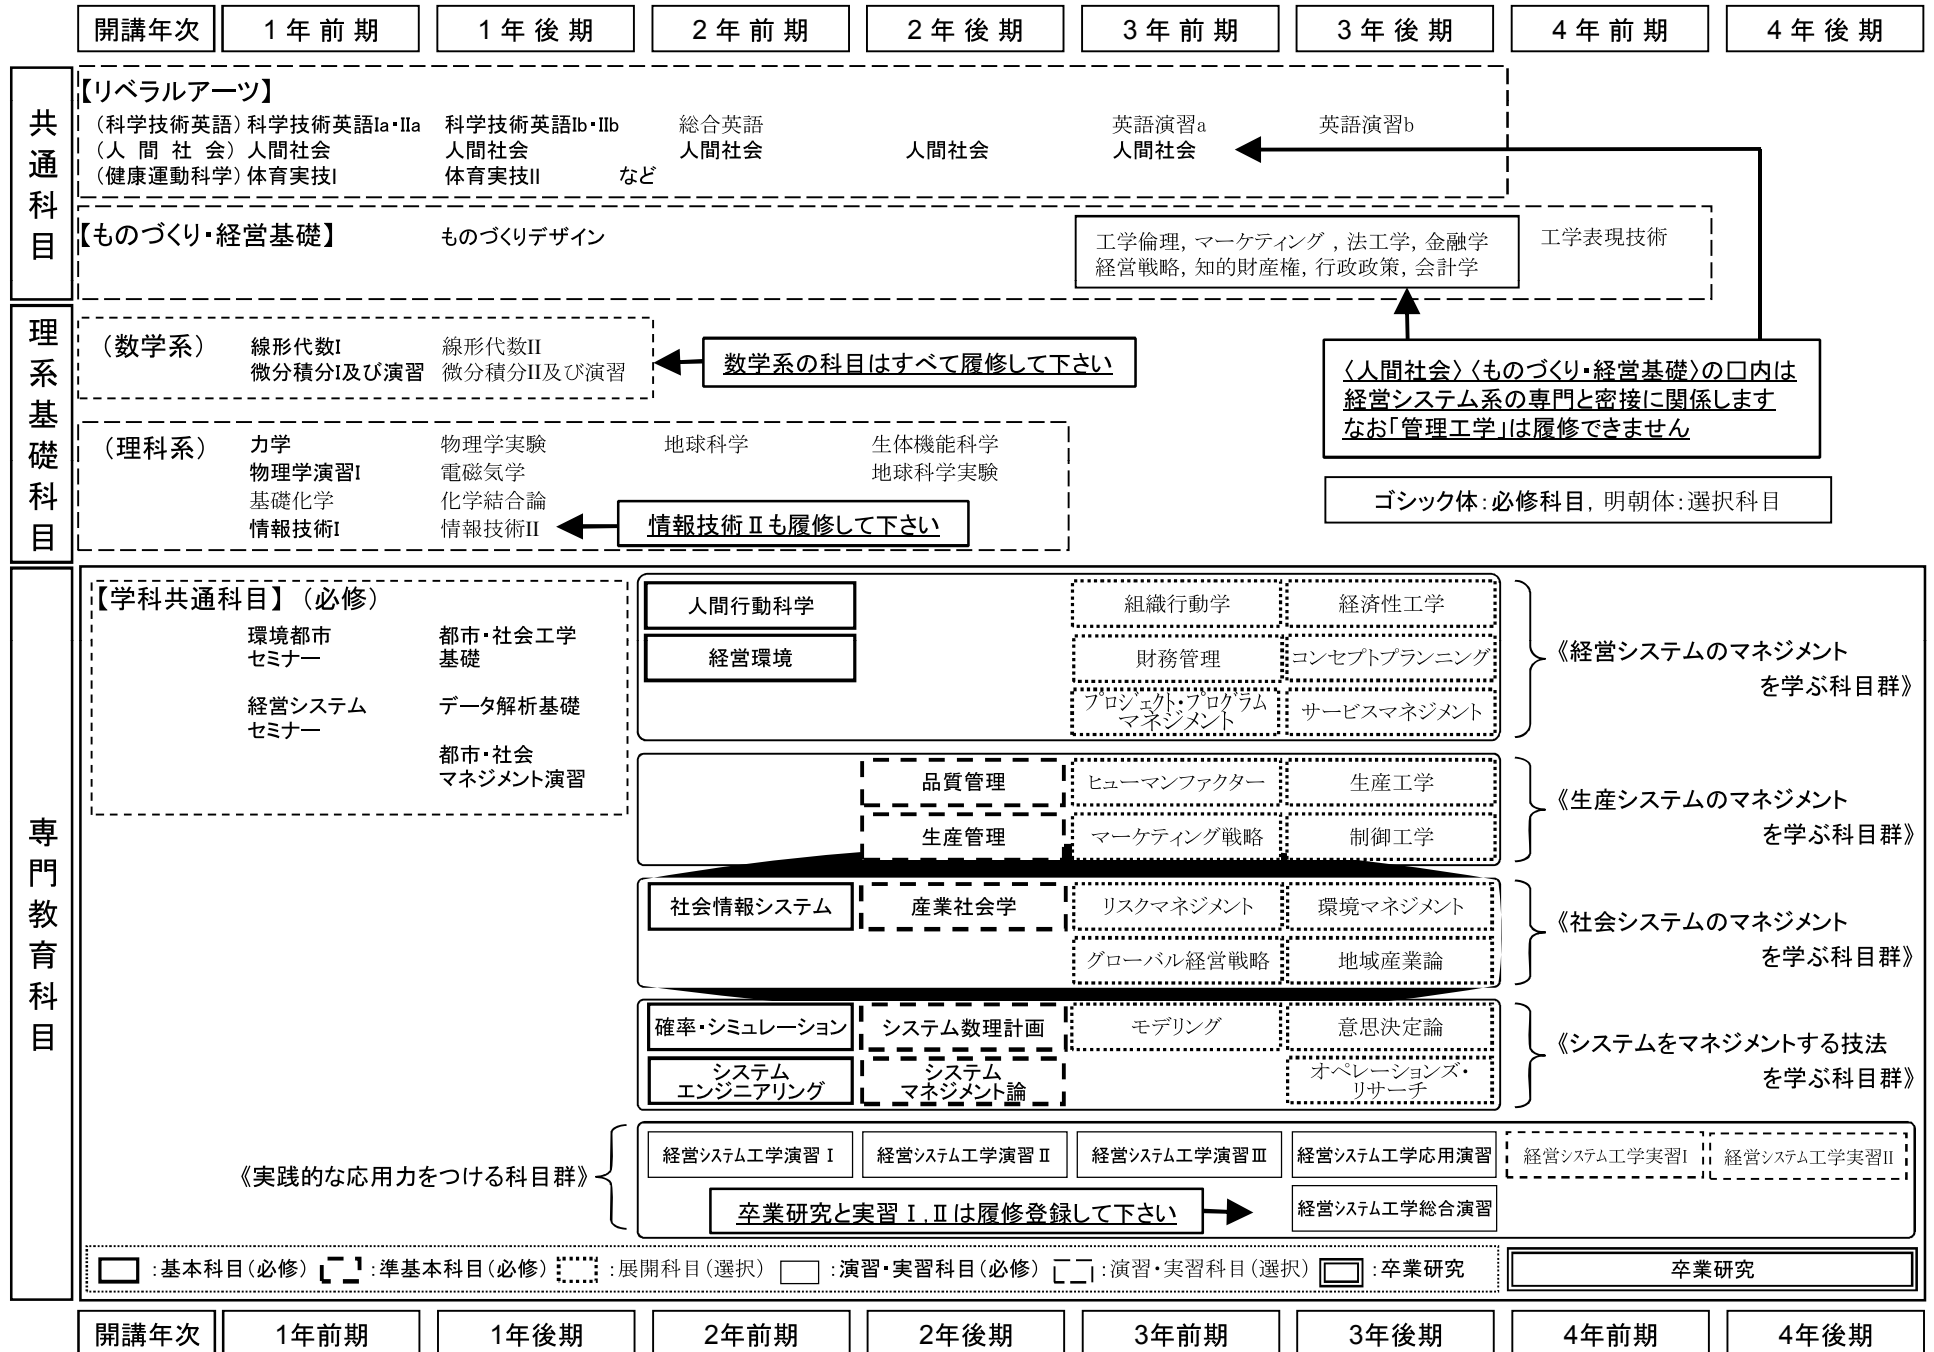 開講年次 1年前期 1年後期 2年前期 2年後期 3年前期 3年後期 4年前期 4年後期
共通科目
【リベラルアーツ】
（科学技術英語） 科学技術英語Ia・IIa 科学技術英語Ib・IIb 総合英語 英語演習a 英語演習b
（人間社会） 人間社会 人間社会 人間社会 人間社会 人間社会
（健康運動科学） 体育実技I 体育実技II など
【ものづくり・経営基礎】 ものづくりデザイン
工学倫理, マーケティング , 法工学, 金融学
経営戦略, 知的財産権, 行政政策, 会計学
工学表現技術
理系基礎科目
（数学系） 線形代数I 線形代数II
微分積分I及び演習 微分積分II及び演習
数学系の科目はすべて履修して下さい
〈人間社会〉〈ものづくり・経営基礎〉の口内は
経営システム系の専門と密接に関係します
なお「管理工学」は履修できません
（理科系） 力学 物理学実験 地球科学 生体機能科学
物理学演習I 電磁気学 地球科学実験
基礎化学 化学結合論
情報技術I 情報技術II
情報技術Ⅱも履修して下さい
ゴシック体：必修科目, 明朝体：選択科目
専門教育科目
【学科共通科目】（必修）
環境都市
セミナー
都市・社会工学
基礎
経営システム
セミナー
データ解析基礎
都市・社会
マネジメント演習
人間行動科学 組織行動学 経済性工学
経営環境 財務管理 コンセプトプランニング
プロジェクト・プログラム
マネジメント
サービスマネジメント
《経営システムのマネジメント
を学ぶ科目群》
品質管理 ヒューマンファクター 生産工学
生産管理 マーケティング戦略 制御工学
《生産システムのマネジメント
を学ぶ科目群》
社会情報システム 産業社会学 リスクマネジメント 環境マネジメント
グローバル経営戦略 地域産業論
《社会システムのマネジメント
を学ぶ科目群》
確率・シミュレーション システム数理計画 モデリング 意思決定論
システム
エンジニアリング
システム
マネジメント論
オペレーションズ・
リサーチ
《システムをマネジメントする技法
を学ぶ科目群》
《実践的な応用力をつける科目群》
経営システム工学演習Ⅰ 経営システム工学演習Ⅱ 経営システム工学演習Ⅲ 経営システム工学応用演習 経営システム工学実習I 経営システム工学実習II
卒業研究と実習Ⅰ,Ⅱは履修登録して下さい
経営システム工学総合演習
：基本科目（必修） ：準基本科目（必修） ：展開科目（選択） ：演習・実習科目（必修） ：演習・実習科目（選択） ：卒業研究
卒業研究
開講年次 1年前期 1年後期 2年前期 2年後期 3年前期 3年後期 4年前期 4年後期